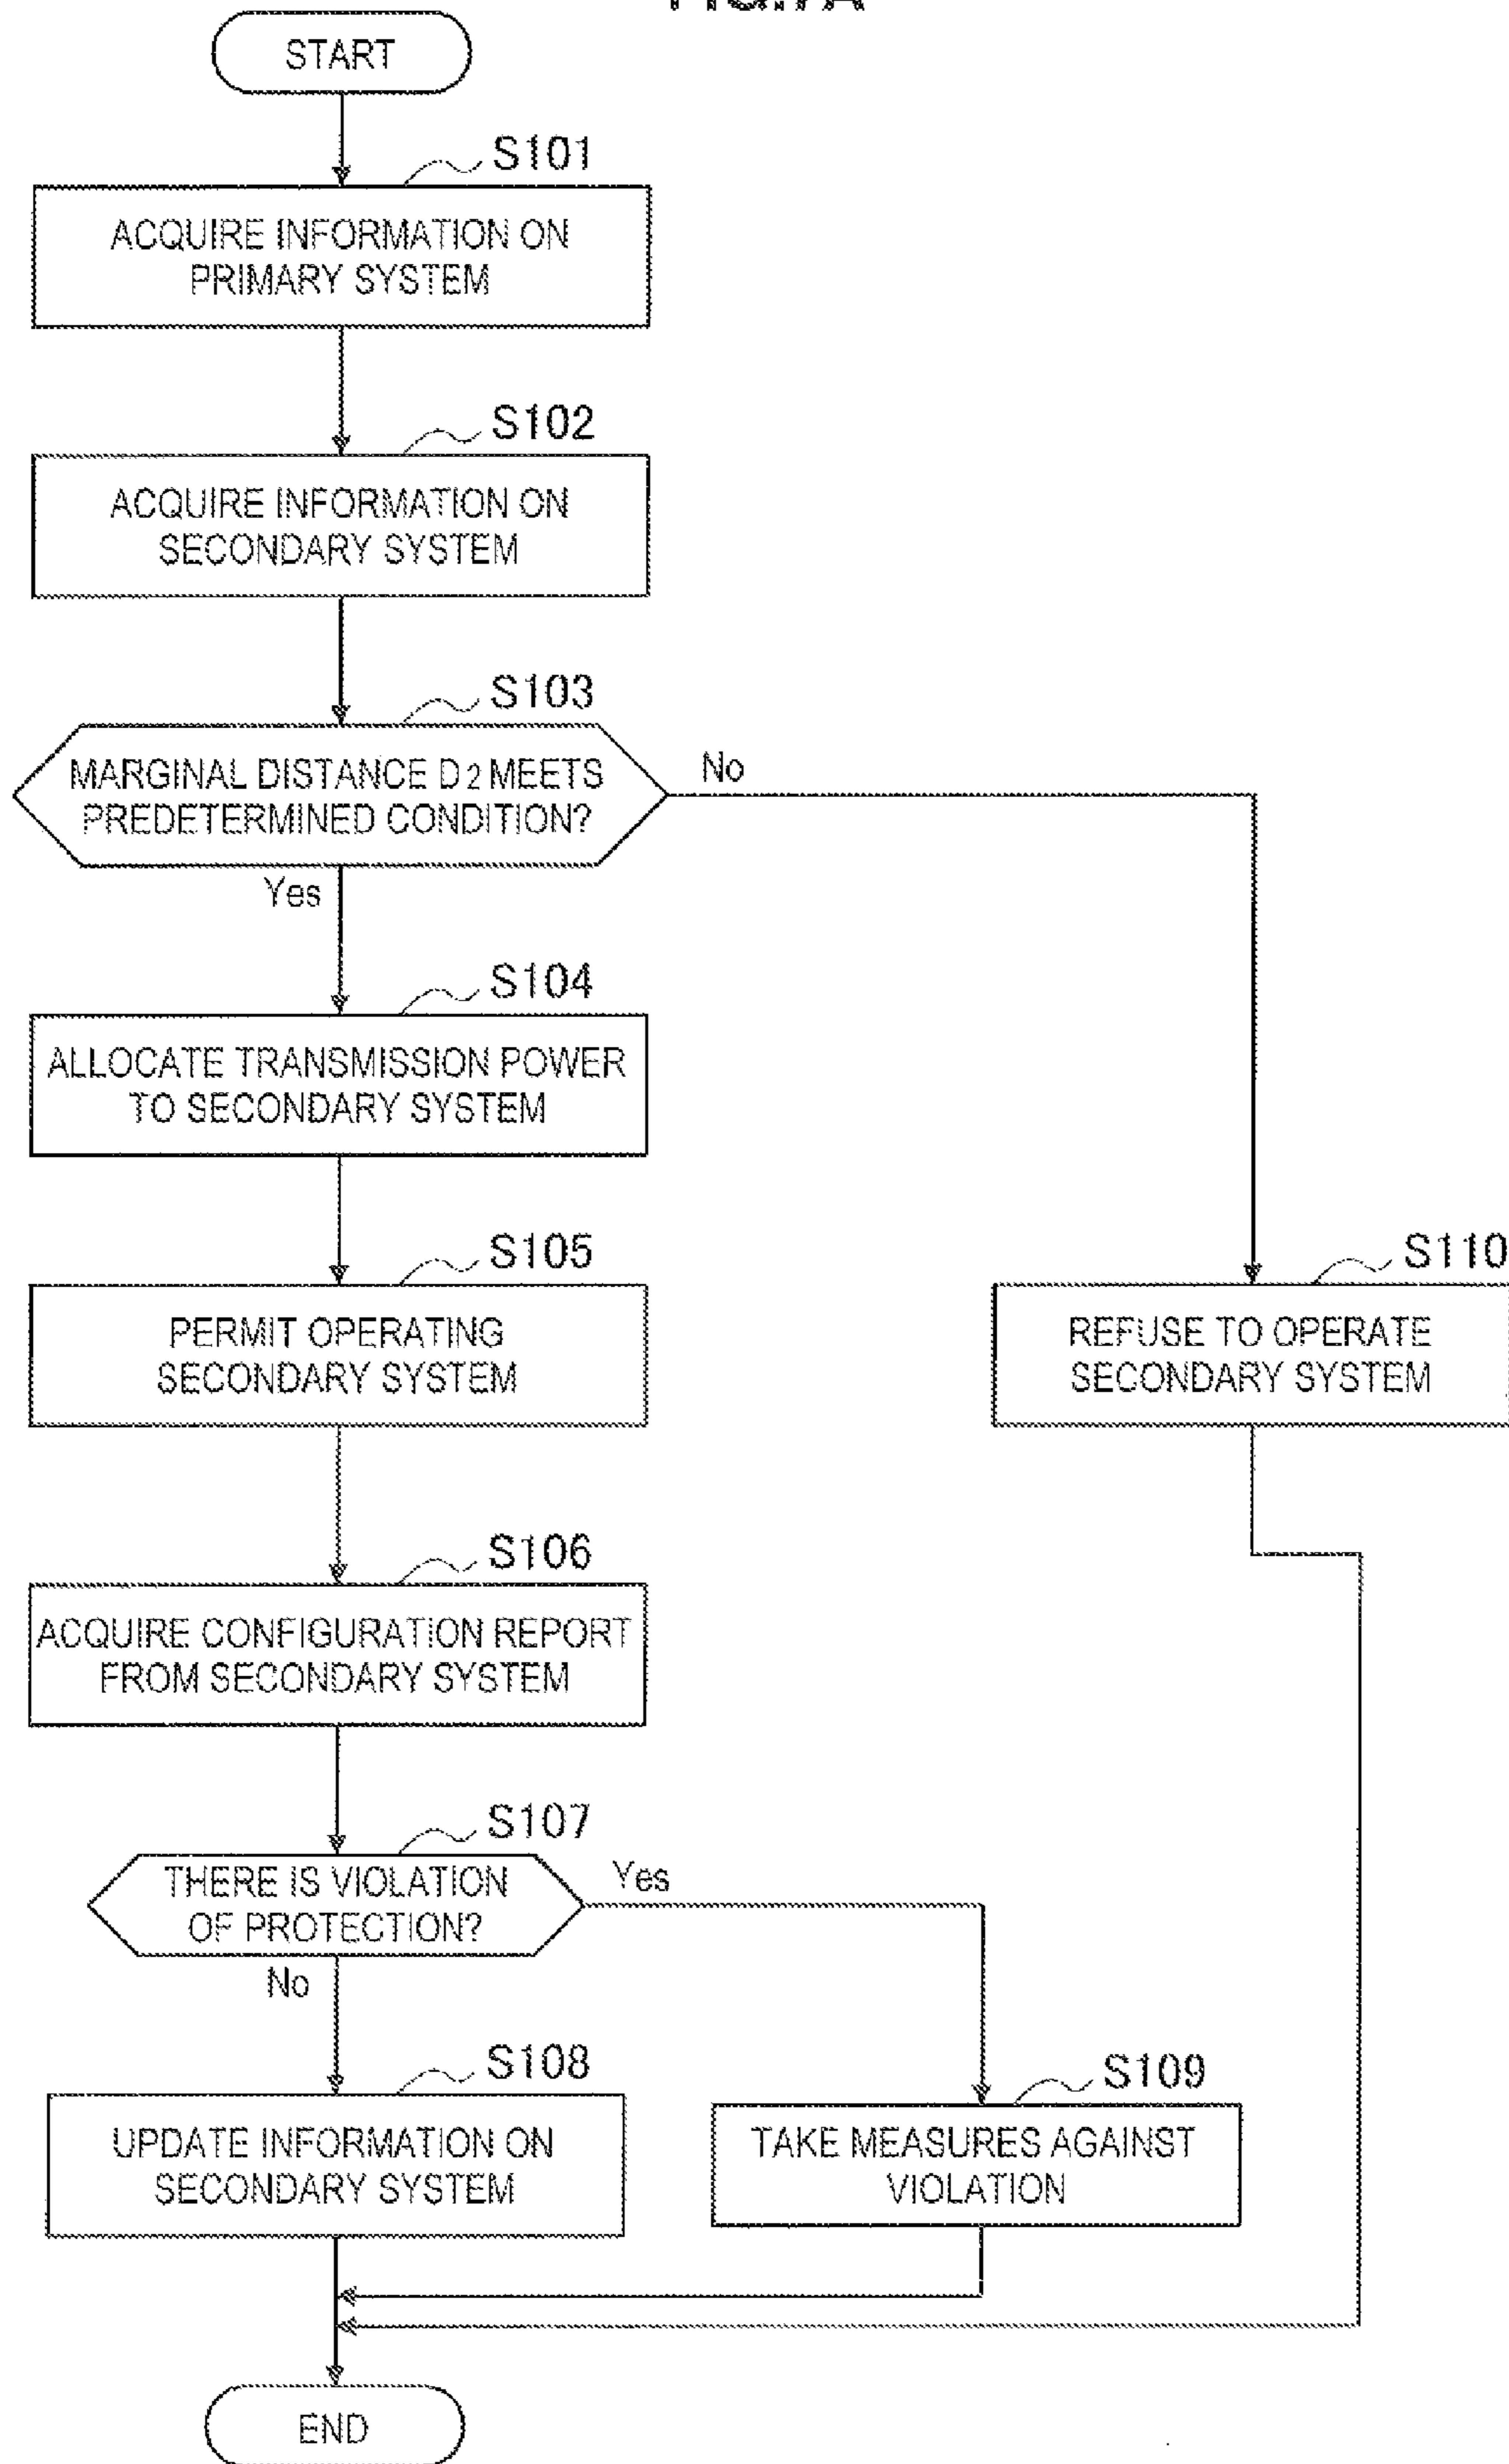 START
S101
ACQUIRE INFORMATION ON
PRIMARY SYSTEM
S102
ACQUIRE INFORMATION ON
SECONDARY SYSTEM
S103
MARGINAL DISTANCE D2 MEETS
PREDETERMINED CONDITION?
No
Yes
S104
ALLOCATE TRANSMISSION POWER
TO SECONDARY SYSTEM
S105
PERMIT OPERATING
SECONDARY SYSTEM
S110
REFUSE TO OPERATE
SECONDARY SYSTEM
S106
ACQUIRE CONFIGURATION REPORT
FROM SECONDARY SYSTEM
S107
THERE IS VIOLATION
OF PROTECTION?
Yes
No
S108
UPDATE INFORMATION ON
SECONDARY SYSTEM
S109
TAKE MEASURES AGAINST
VIOLATION
END